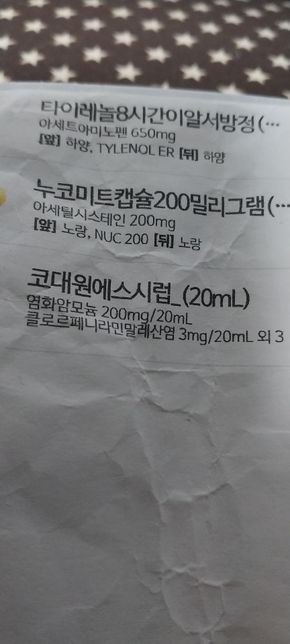 타이레놀8시간이알서방정(…
아세트아미노펜 650mg
[앞] 하양, TYLENOL ER [뒤] 하양
누코미트캡슐200밀리그램(…
아세틸시스테인 200mg
[앞] 노랑, NUC 200 [뒤] 노랑
코대원에스시럽_(20mL)
염화암모늄 200mg/20mL
클로르페니라민말레산염 3mg/20mL 외 3